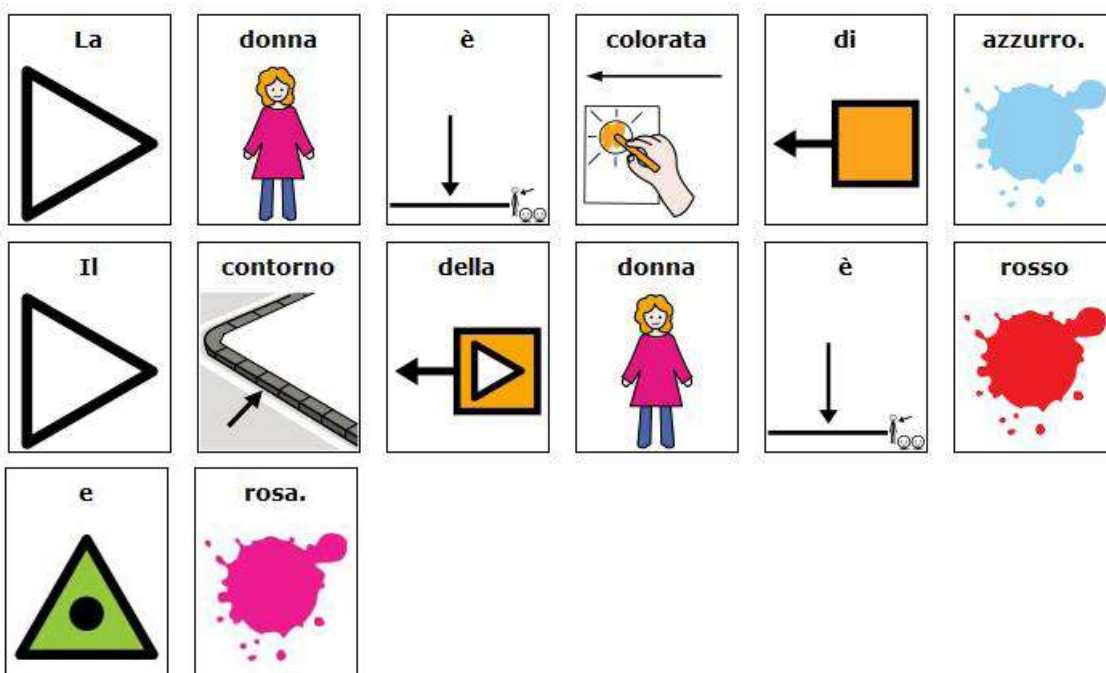 La donna è colorata di azzurro.
Il contorno della donna è rosso
e rosa.